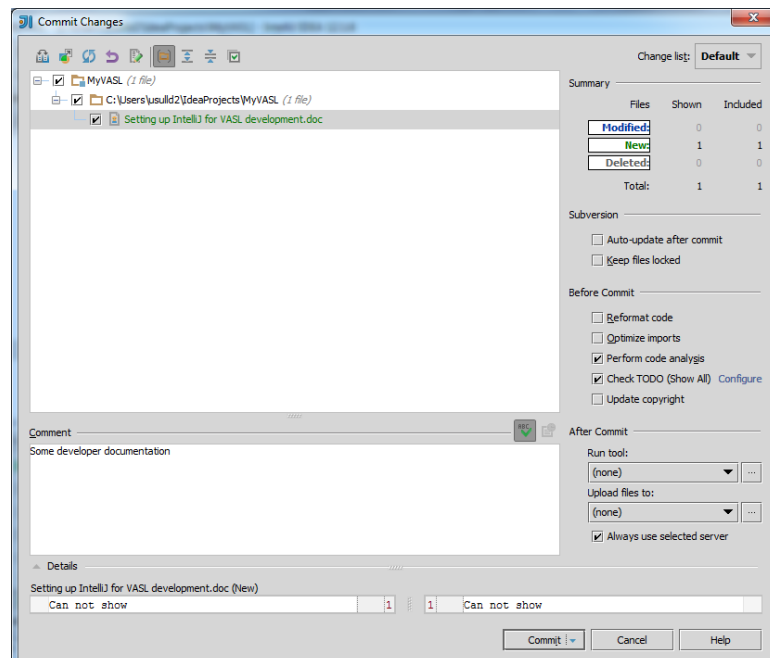 Commit Changes
Change list: Default
MyVASL (1 file)
C:\Users\usulld2\IdeaProjects\MyVASL (1 file)
Setting up IntelliJ for VASL development.doc
Summary
Files Shown Included
Modified: 0 0
New: 1 1
Deleted: 0 0
Total: 1 1
Subversion
Auto-update after commit
Keep files locked
Before Commit
Reformat code
Optimize imports
Perform code analysis
Check TODO (Show All) Configure
Update copyright
Comment
Some developer documentation
After Commit
Run tool:
(none)
...
Upload files to:
(none)
...
Always use selected server
Details
Setting up IntelliJ for VASL development.doc (New)
Can not show 1 1 Can not show
Commit Cancel Help